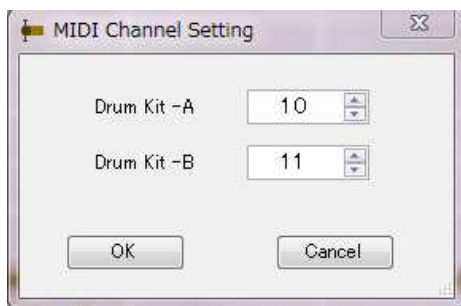 MIDI Channel Setting
Drum Kit -A 10
Drum Kit -B 11
OK Cancel